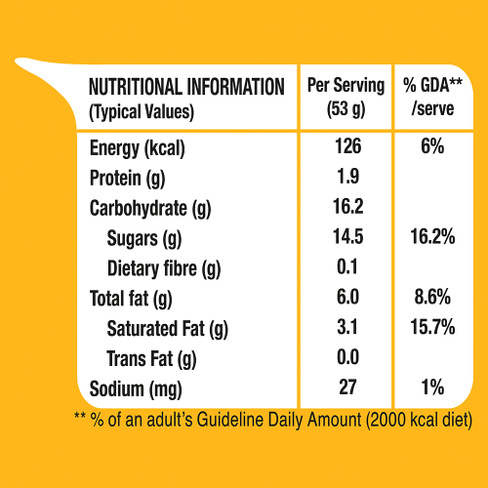 NUTRITIONAL INFORMATION Per Serving % GDA**
(Typical Values) (53 g) /serve
Energy (kcal) 126 6%
Protein (g) 1.9
Carbohydrate (g) 16.2
Sugars (g) 14.5 16.2%
Dietary fibre (g) 0.1
Total fat (g) 6.0 8.6%
Saturated Fat (g) 3.1 15.7%
Trans Fat (g) 0.0
Sodium (mg) 27 1%
** % of an adult's Guideline Daily Amount (2000 kcal diet)